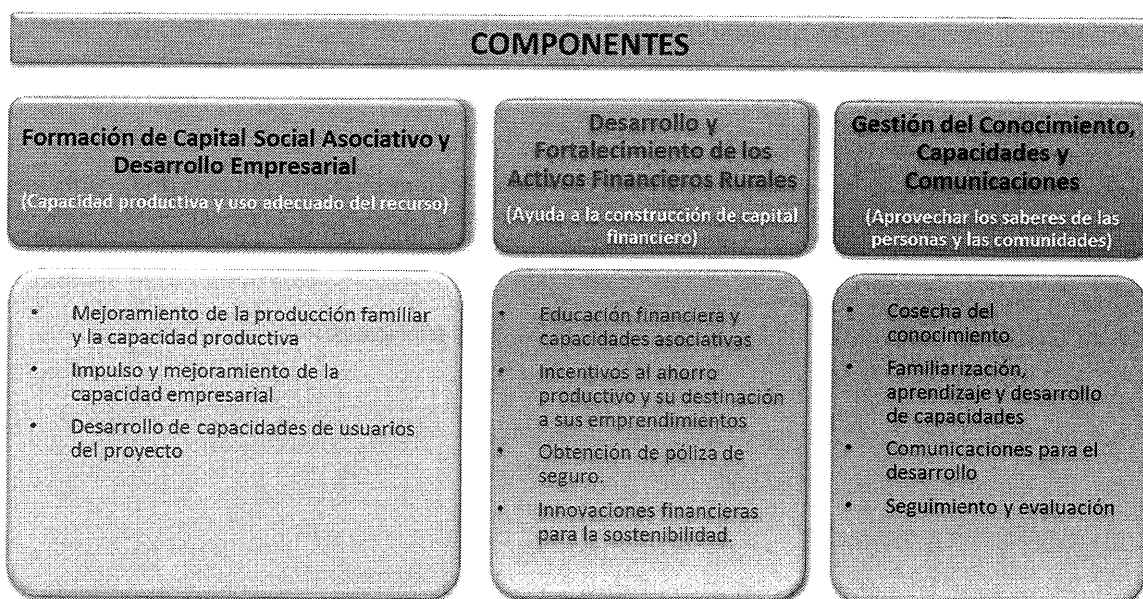 COMPONENTES
Formación de Capital Social Asociativo y
Desarrollo Empresarial
(Capacidad productiva y uso adecuado del recurso)
Desarrollo y
Fortalecimiento de los
Activos Financieros Rurales
(Ayuda a la construcción de capital
financiero)
Gestión del Conocimiento,
Capacidades y
Comunicaciones
(Aprovechar los saberes de las
personas y las comunidades)
• Mejoramiento de la producción familiar
y la capacidad productiva
• Impulso y mejoramiento de la
capacidad empresarial
• Desarrollo de capacidades de usuarios
del proyecto
• Educación financiera y
capacidades asociativas
• Incentivos al ahorro
productivo y su destinación
a sus emprendimientos
• Obtención de póliza de
seguro.
• Innovaciones financieras
para la sostenibilidad.
• Cosecha del
conocimiento
• Familiarización,
aprendizaje y desarrollo
de capacidades
• Comunicaciones para el
desarrollo
• Seguimiento y evaluación